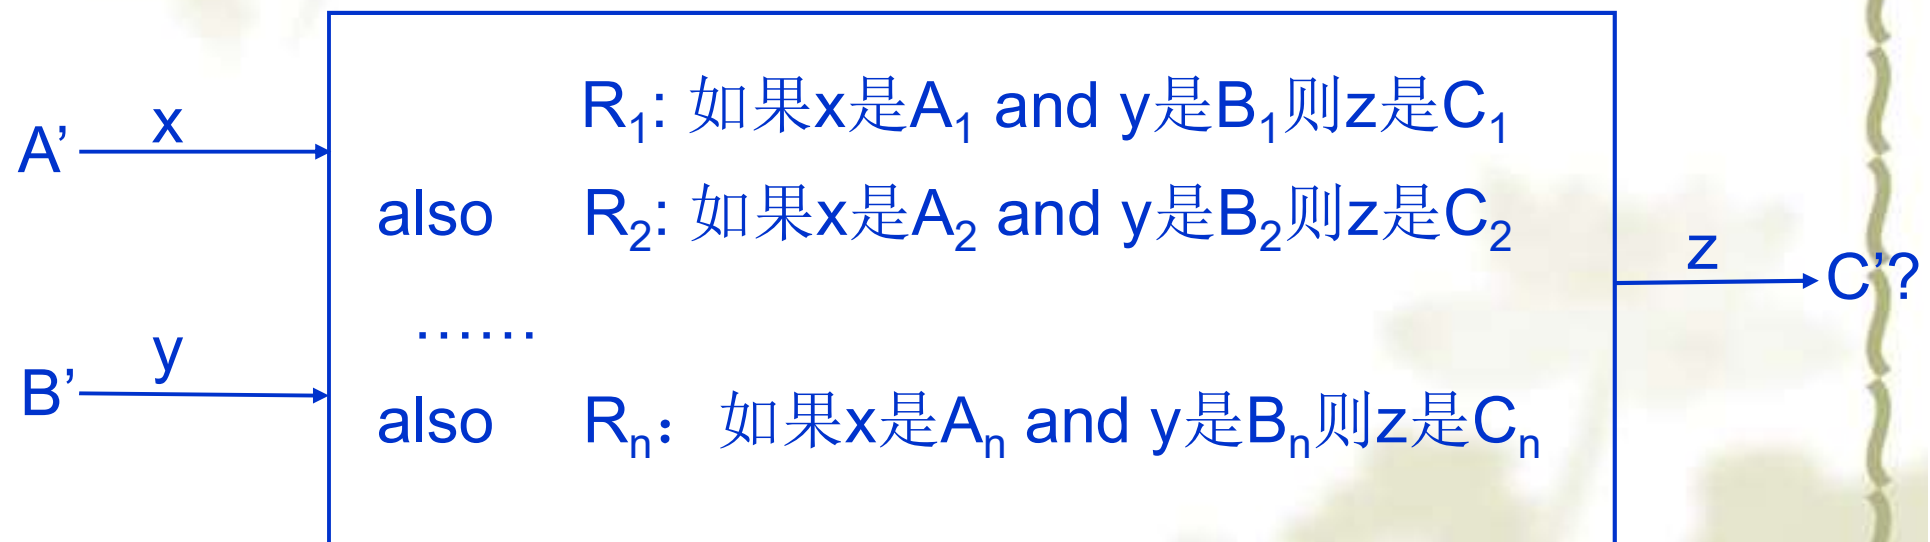 x
A’
R₁: 如果x是A₁ and y是B₁则z是C₁
also R₂: 如果x是A₂ and y是B₂则z是C₂
z
C’?
……
y
B’
also Rₙ：如果x是Aₙ and y是Bₙ则z是Cₙ